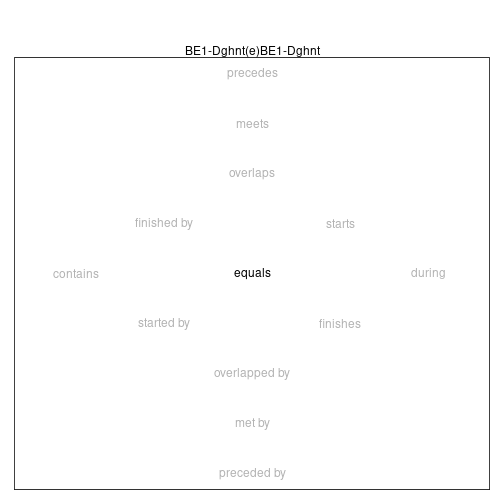 BE1-Dghnt(e)BE1-Dghnt
precedes
meets
overlaps
finished by starts
contains equals during
started by finishes
overlapped by
met by
preceded by